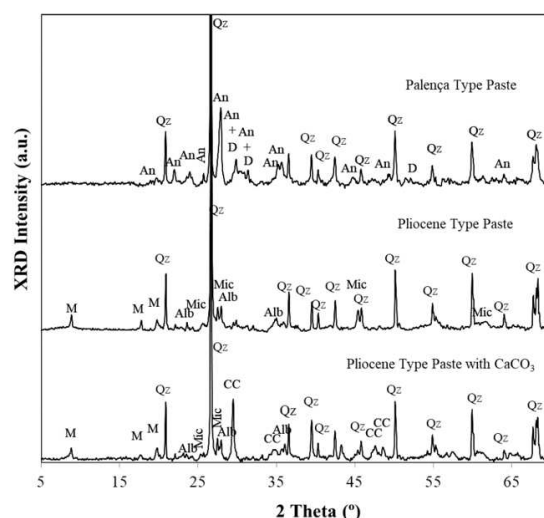 XRD Intensity (a.u.)
Qz
Palença Type Paste
An
Qz
An
+
D
An
+
D
An
An
An
An
An
Qz
Qz
Qz
An
Qz
An
Qz
D
Qz
Qz
An
Qz
Qz
Pliocene Type Paste
M
M
M
Qz
Alb
Mic
Mic
Alb
Alb
Qz
Qz
Qz
Qz
Mic
Qz
Qz
Qz
Qz
Mic
Qz
Qz
Qz
Pliocene Type Paste with CaCO₃
M
M
M
Qz
Alb
Mic
Mic
Alb
CC
CC
Alb
Qz
Qz
Qz
Qz
CC
CC
Qz
Qz
Qz
Qz
Qz
5
15
25
35
45
55
65
2 Theta (º)